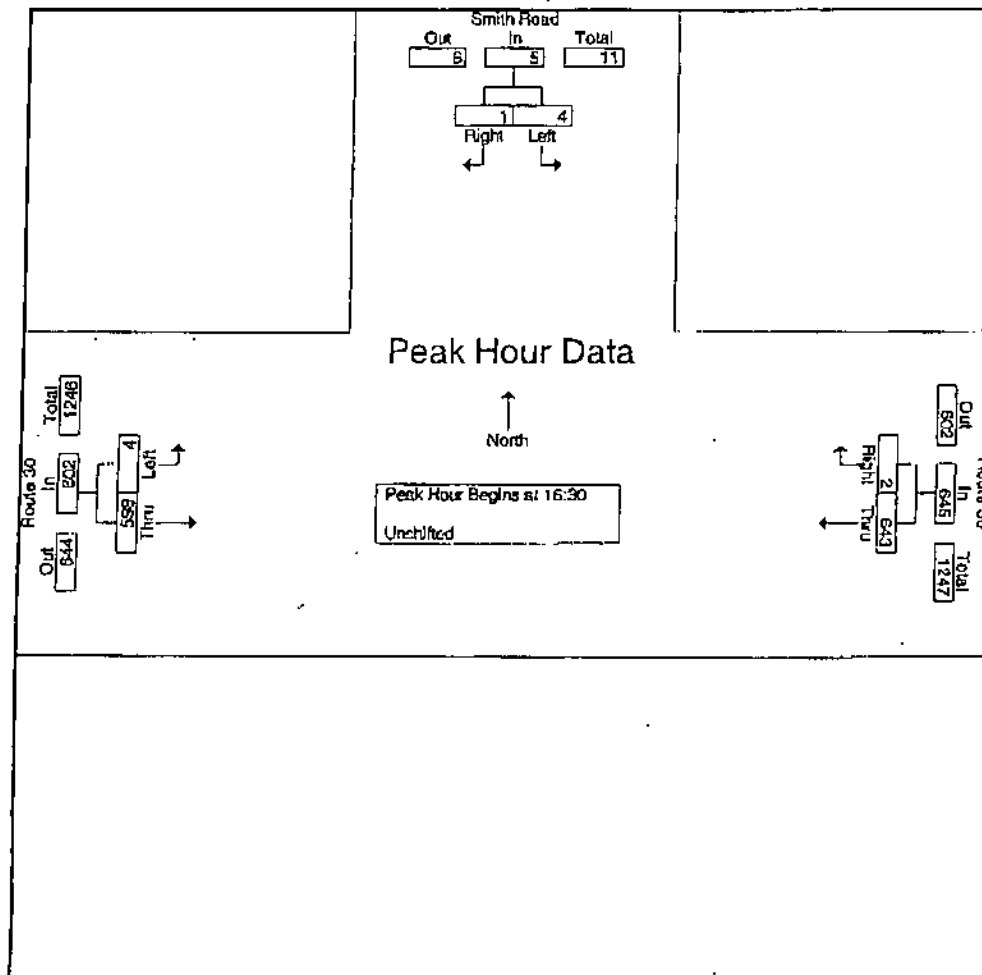 Smith Road
Out In Total
6 5 11
1 4
Right Left
Peak Hour Data
North
Peak Hour Begins at 16:30
Unshifted
Route 30
Out In Total
644 602 1246
598 4
Thru Left
Out In Total
602 645 1247
2 643
Right Thru